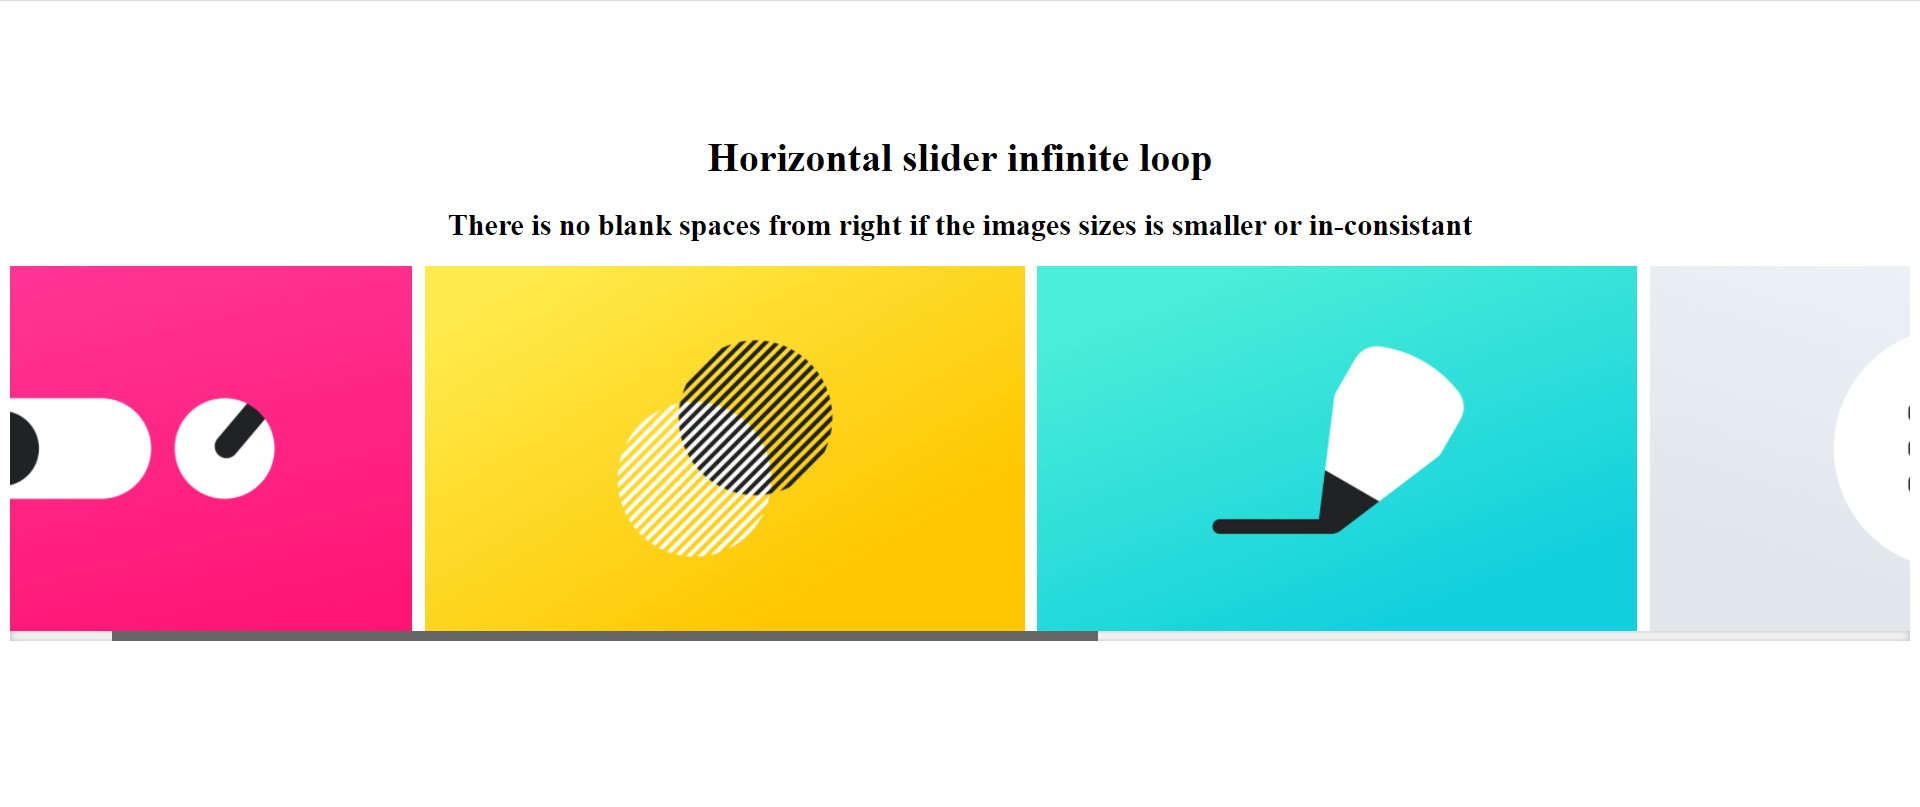 Horizontal slider infinite loop
There is no blank spaces from right if the images sizes is smaller or in-consistant